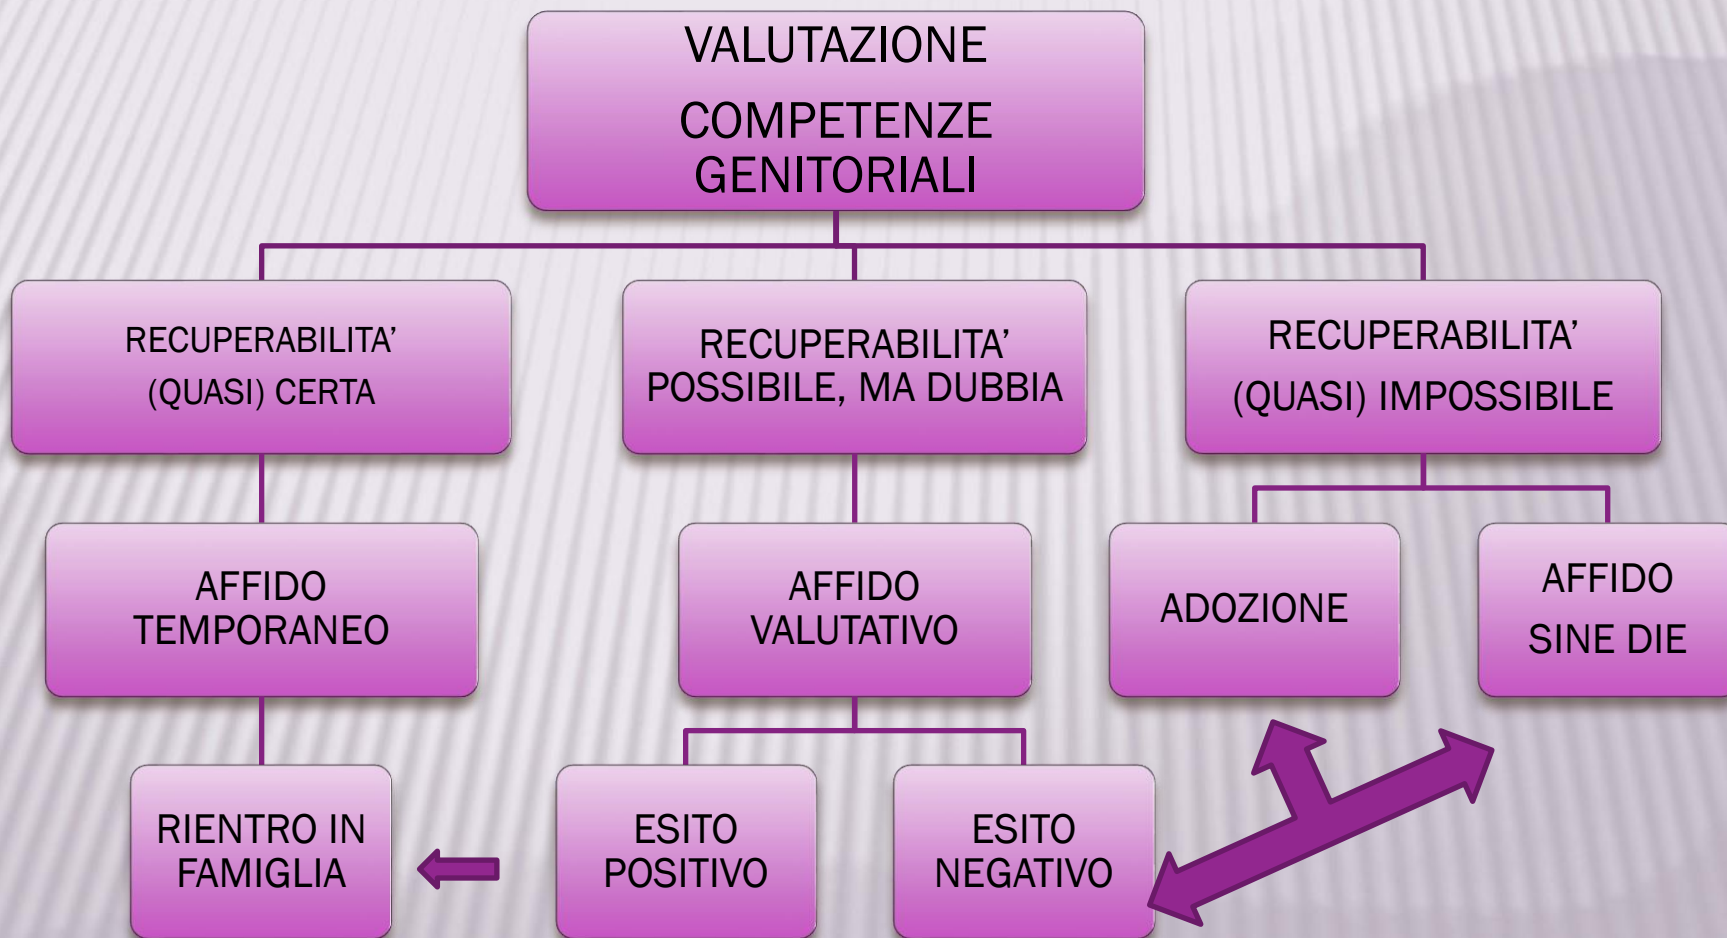 VALUTAZIONE
COMPETENZE
GENITORIALI
RECUPERABILITA’
(QUASI) CERTA
RECUPERABILITA’
POSSIBILE, MA DUBBIA
RECUPERABILITA’
(QUASI) IMPOSSIBILE
AFFIDO
TEMPORANEO
AFFIDO
VALUTATIVO
ADOZIONE
AFFIDO
SINE DIE
RIENTRO IN
FAMIGLIA
ESITO
POSITIVO
ESITO
NEGATIVO